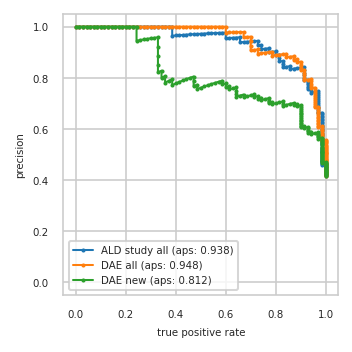 1.0
0.8
0.6
0.4
0.2
0.0
precision
ALD study all (aps: 0.938)
DAE all (aps: 0.948)
DAE new (aps: 0.812)
0.0 0.2 0.4 0.6 0.8 1.0
true positive rate